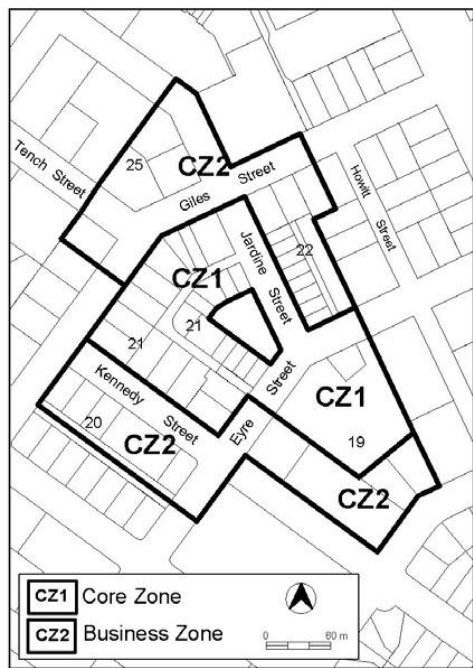 CZ2
25
Tench Street
Giles Street
Howitt Street
Jardine Street
22
CZ1
21
21
Kennedy Street
20
CZ2
Eyre Street
CZ1
19
CZ2
CZ1 Core Zone
CZ2 Business Zone
0 60 m